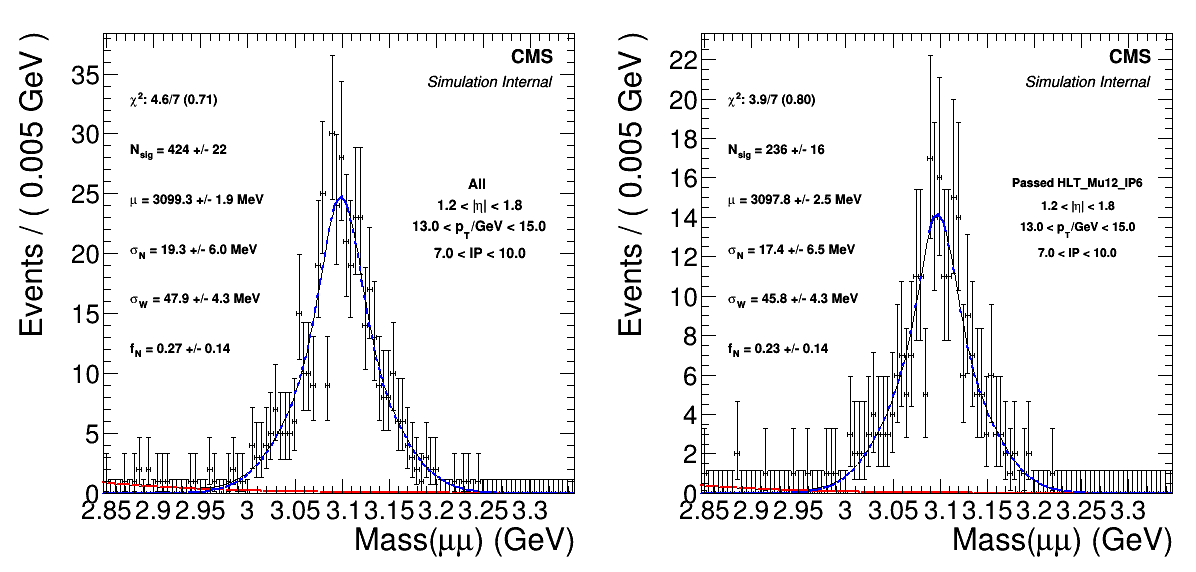 Events / ( 0.005 GeV )
35
30
25
20
15
10
5
0
CMS
Simulation Internal
χ²: 4.6/7 (0.71)
N_sig = 424 +/- 22
μ = 3099.3 +/- 1.9 MeV
σ_N = 19.3 +/- 6.0 MeV
σ_W = 47.9 +/- 4.3 MeV
f_N = 0.27 +/- 0.14
All
1.2 < |η| < 1.8
13.0 < p_T/GeV < 15.0
7.0 < IP < 10.0
2.85 2.9 2.95 3 3.05 3.1 3.15 3.2 3.25 3.3
Mass(μμ) (GeV)
Events / ( 0.005 GeV )
22
20
18
16
14
12
10
8
6
4
2
0
CMS
Simulation Internal
χ²: 3.9/7 (0.80)
N_sig = 236 +/- 16
μ = 3097.8 +/- 2.5 MeV
σ_N = 17.4 +/- 6.5 MeV
σ_W = 45.8 +/- 4.3 MeV
f_N = 0.23 +/- 0.14
Passed HLT_Mu12_IP6
1.2 < |η| < 1.8
13.0 < p_T/GeV < 15.0
7.0 < IP < 10.0
2.85 2.9 2.95 3 3.05 3.1 3.15 3.2 3.25 3.3
Mass(μμ) (GeV)